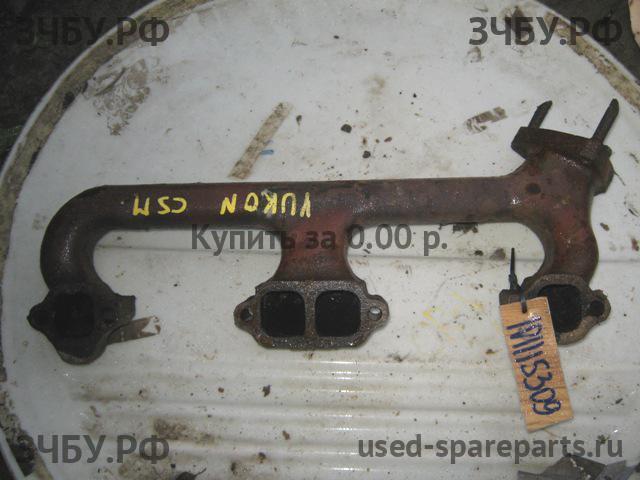 ЗЧБУ.РФ
ЗЧБУ.РФ
YUKON CSM
Купить за 0.00 р.
ЗЧБУ.РФ
used-spareparts.ru